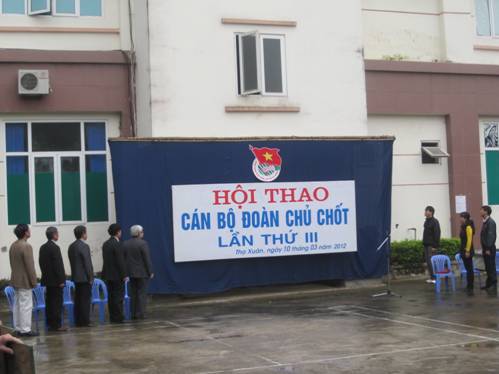 HỘI THAO
CÁN BỘ ĐOÀN CHỦ CHỐT
LẦN THỨ III
thọ Xuân, ngày 10 tháng 03 năm 2012